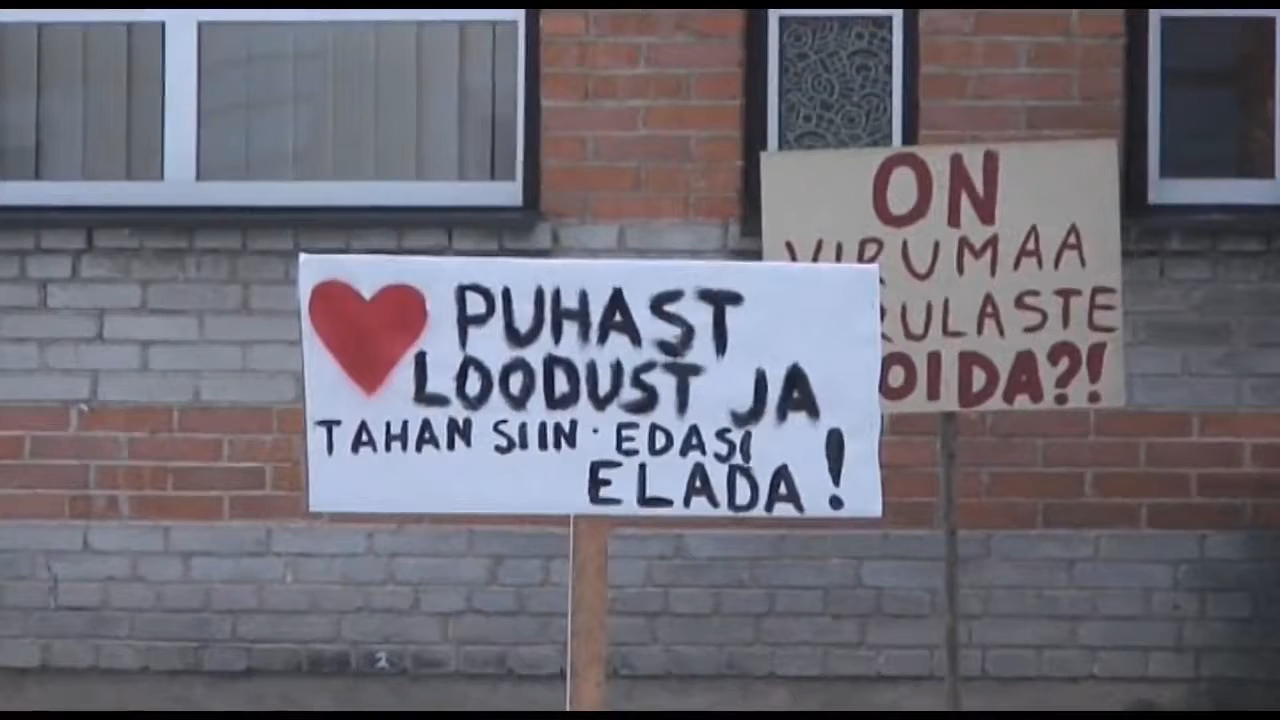 PUHAST
LOODUST JA
TAHAN SIIN EDASI
ELADA!
ON
VIRUMAA